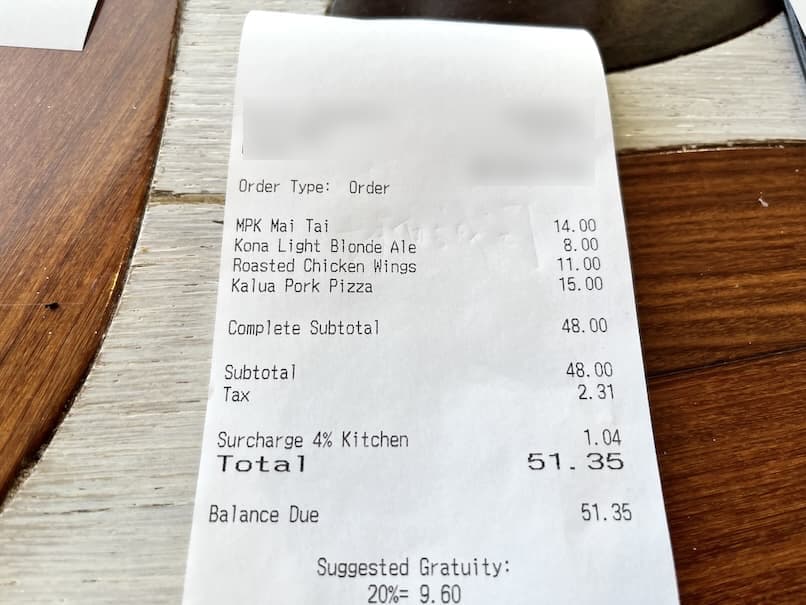 Order Type: Order
MPK Mai Tai 14.00
Kona Light Blonde Ale 8.00
Roasted Chicken Wings 11.00
Kalua Pork Pizza 15.00
Complete Subtotal 48.00
Subtotal 48.00
Tax 2.31
Surcharge 4% Kitchen 1.04
Total 51.35
Balance Due 51.35
Suggested Gratuity:
20%= 9.60